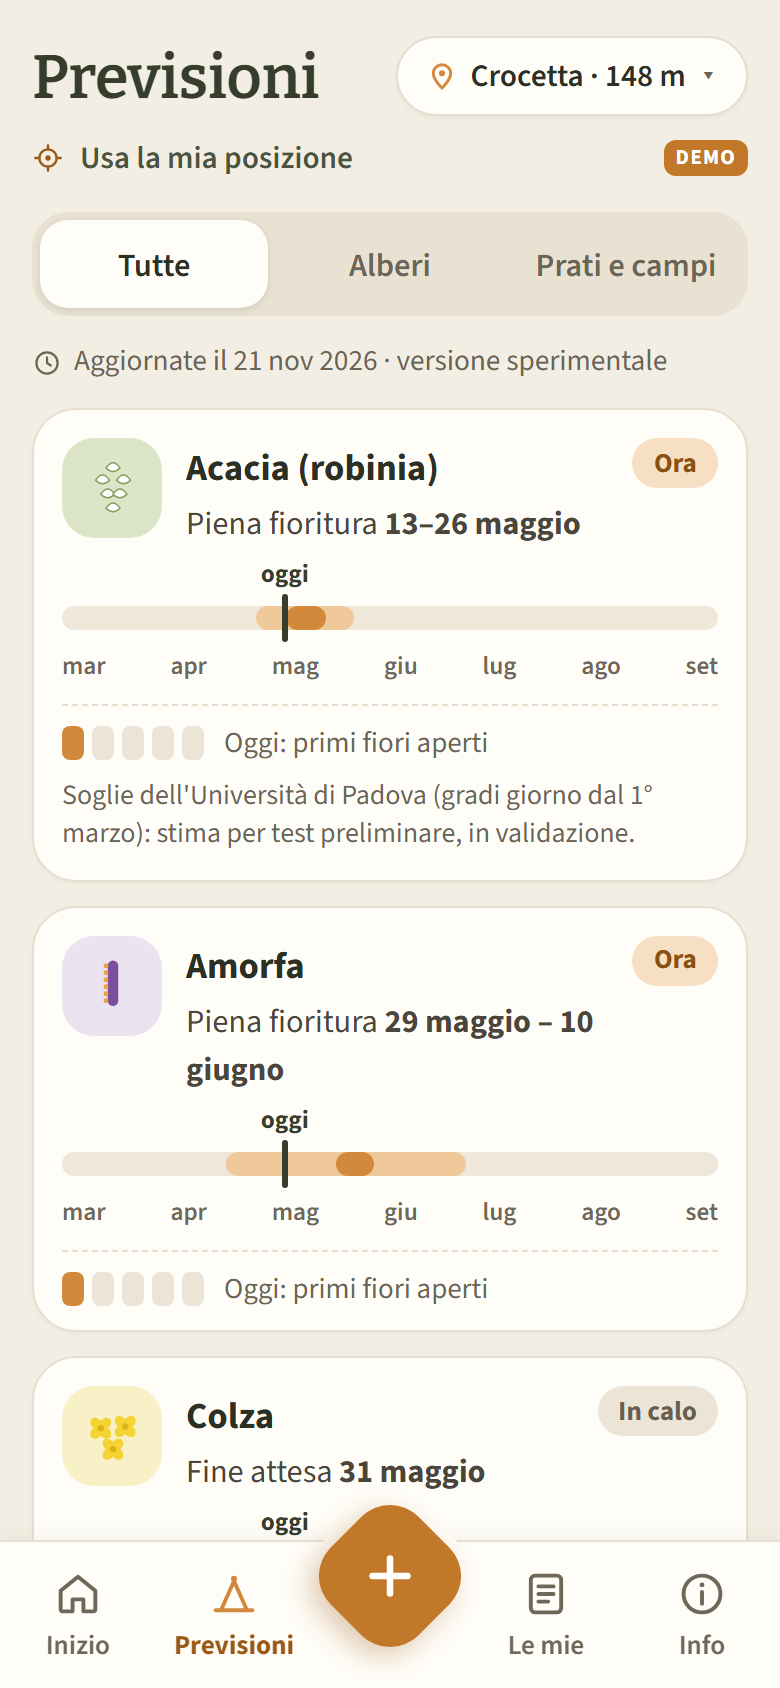 Previsioni
Crocetta · 148 m
Usa la mia posizione
DEMO
Tutte
Alberi
Prati e campi
Aggiornate il 21 nov 2026 · versione sperimentale
Acacia (robinia)
Ora
Piena fioritura 13–26 maggio
oggi
mar apr mag giu lug ago set
Oggi: primi fiori aperti
Soglie dell'Università di Padova (gradi giorno dal 1°
marzo): stima per test preliminare, in validazione.
Amorfa
Ora
Piena fioritura 29 maggio – 10
giugno
oggi
mar apr mag giu lug ago set
Oggi: primi fiori aperti
Colza
In calo
Fine attesa 31 maggio
oggi
Inizio
Previsioni
Le mie
Info